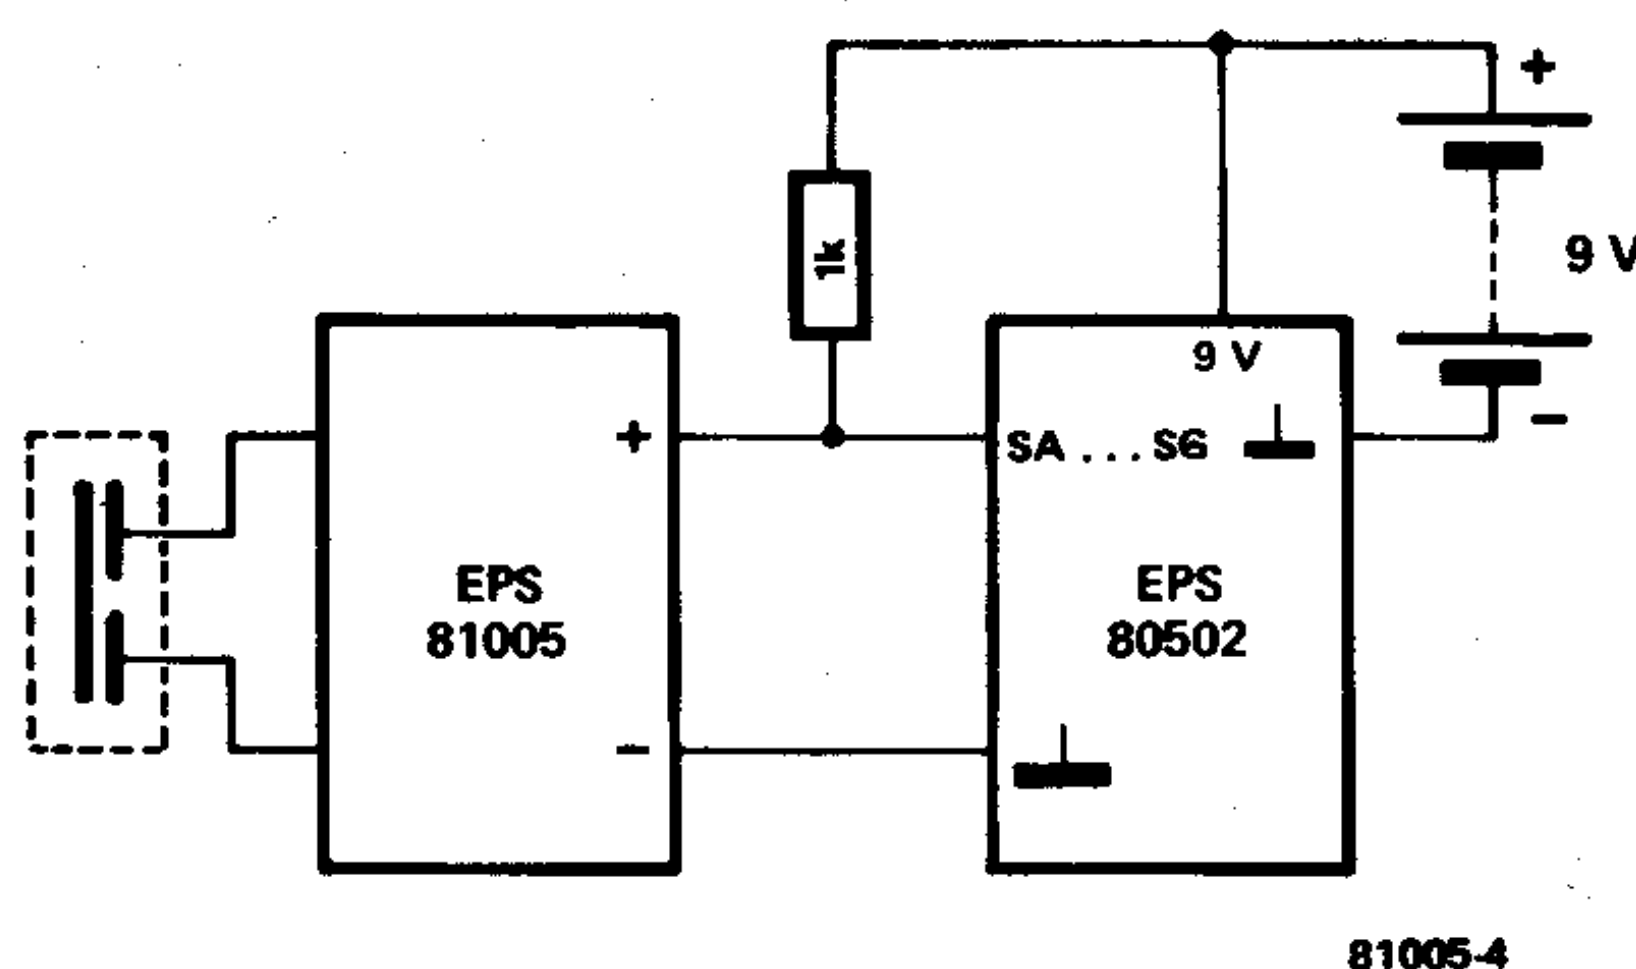 +
1k
9 V
9 V
+
SA ... S6
−
EPS
81005
EPS
80502
−
81005-4